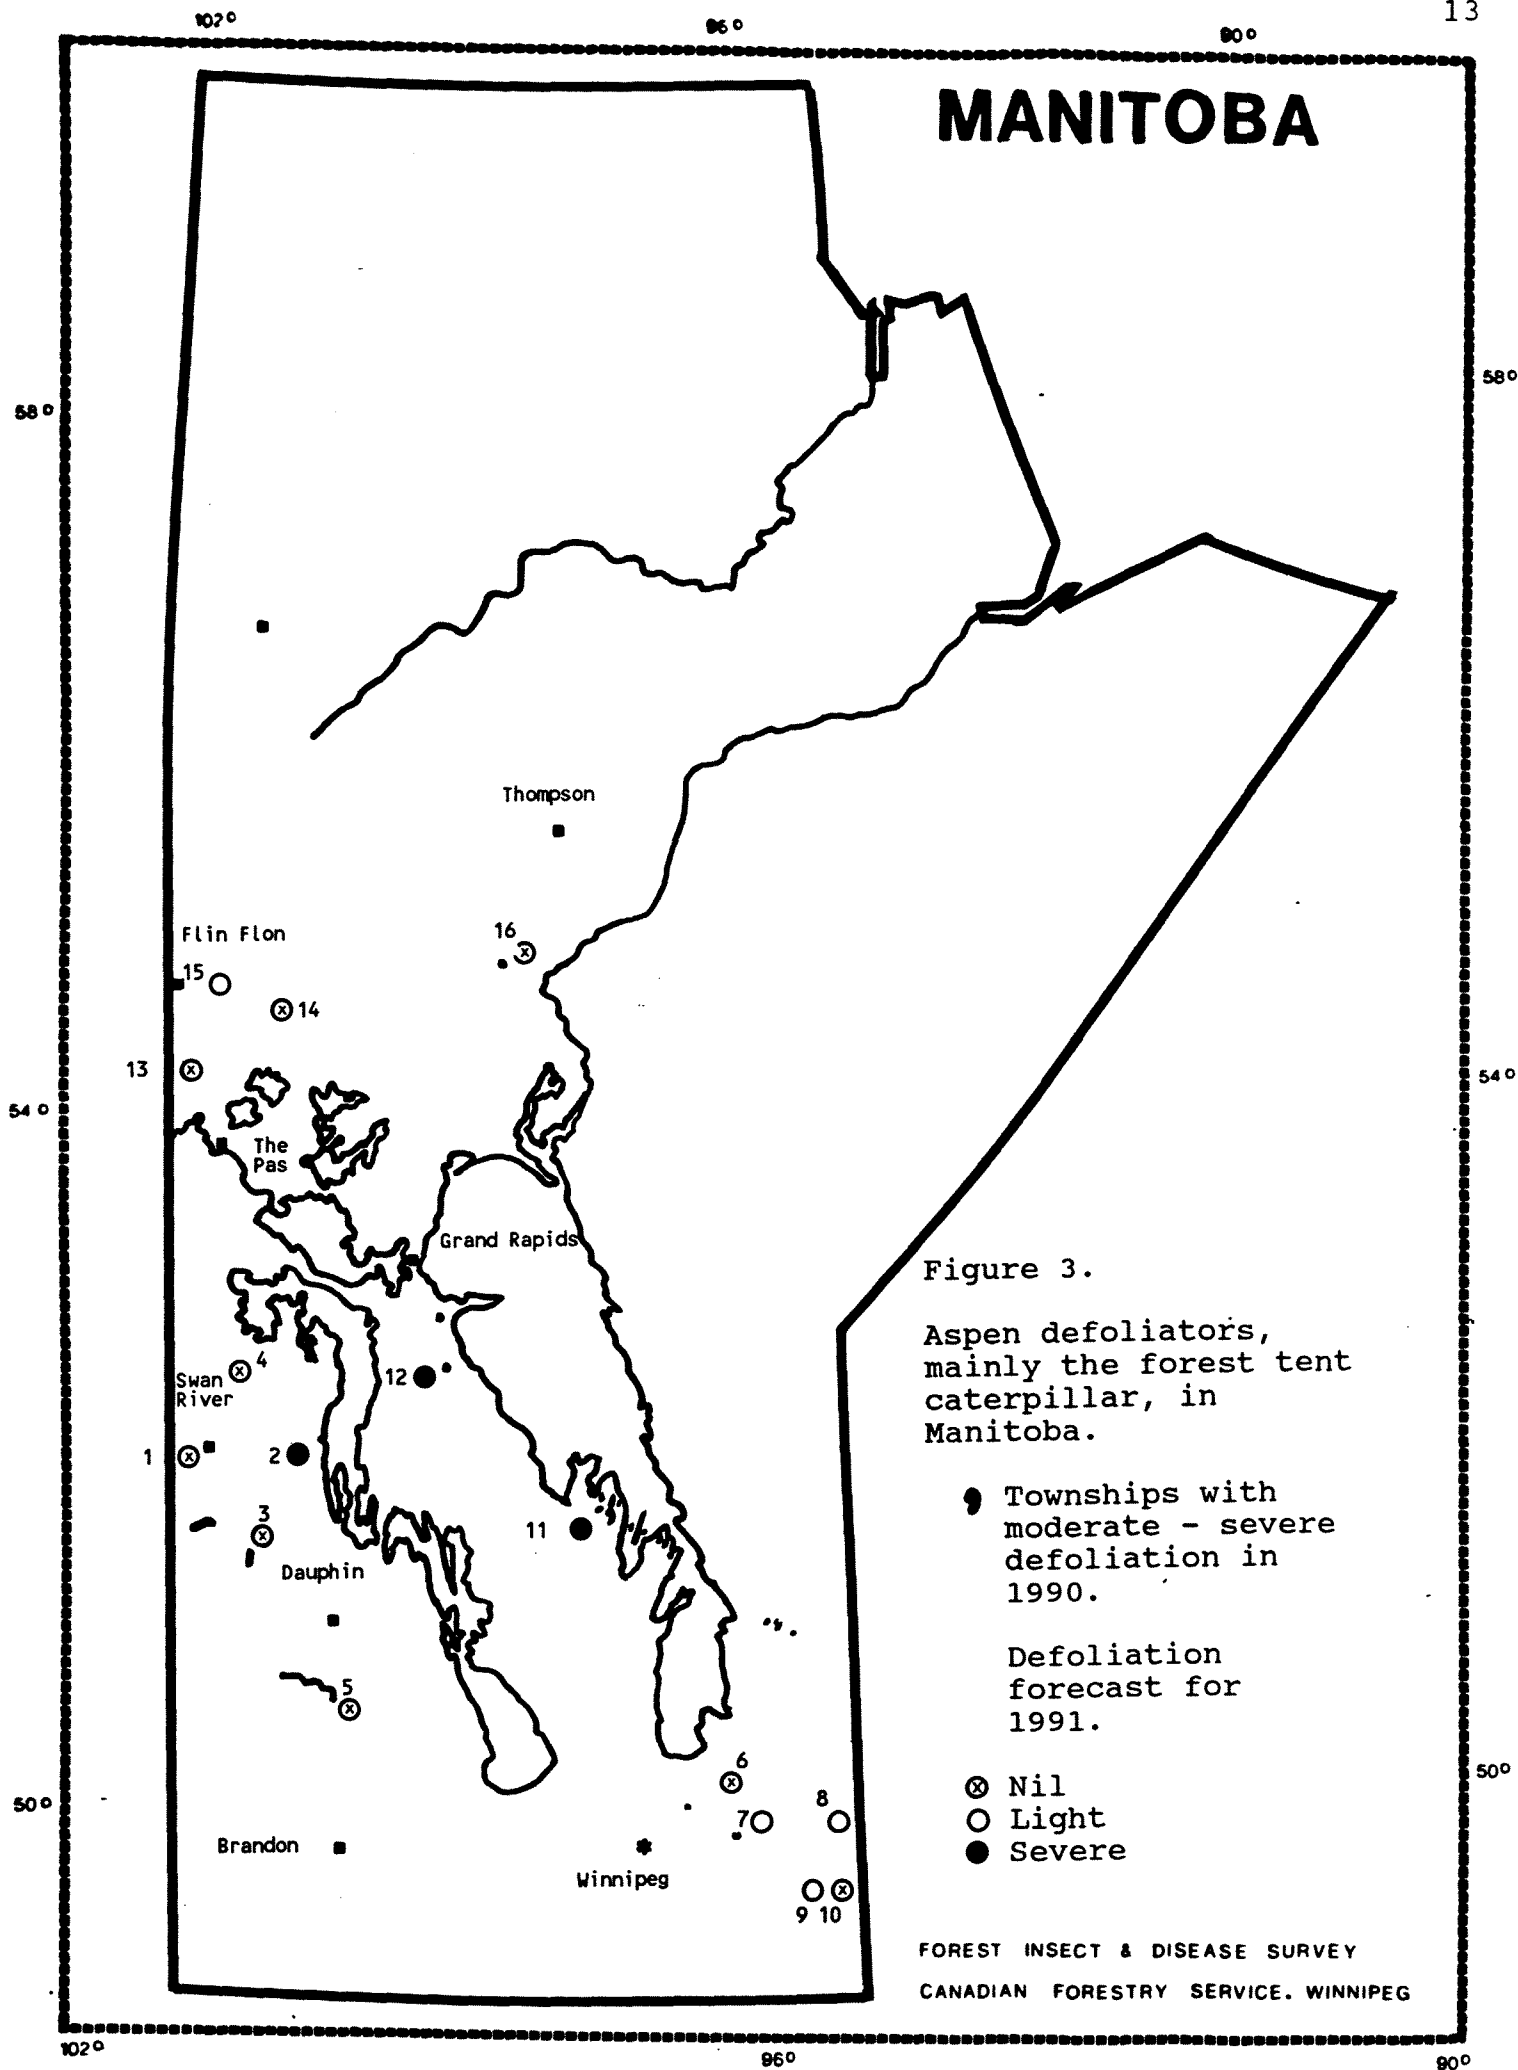 13
102° 96° 90°
MANITOBA
58° 58°
Thompson
Flin Flon
16
15
14
13
54° 54°
The
Pas
Grand Rapids
Figure 3.
Aspen defoliators,
mainly the forest tent
caterpillar, in
Manitoba.
4
Swan
River
12
1
2
3
11
Dauphin
Townships with
moderate - severe
defoliation in
1990.
Defoliation
forecast for
1991.
5
6
50° 50°
Nil
8
7
Light
Brandon
Severe
Winnipeg
9 10
FOREST INSECT & DISEASE SURVEY
CANADIAN FORESTRY SERVICE. WINNIPEG
102° 96° 90°